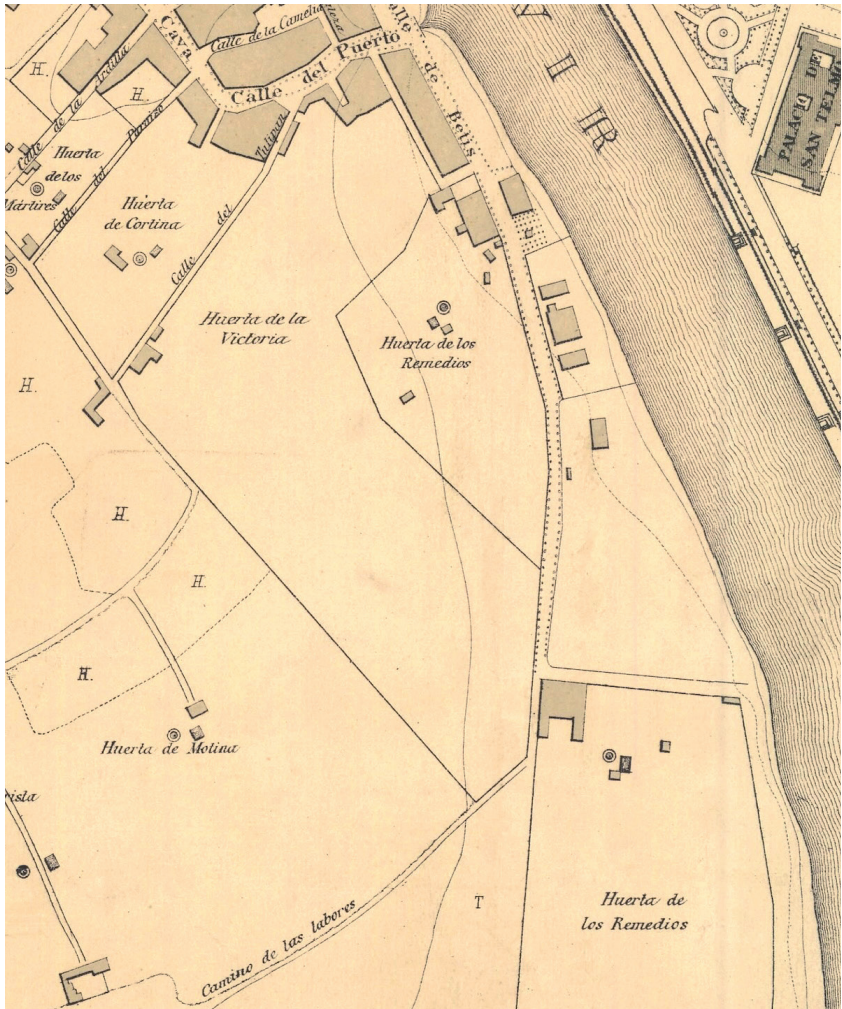 Cava
Calle de la Camelia
Calle del Puerto
Calle de Betis
VIR
PALACIO DE
SAN TELMO
H.
Calle de la Ardilla
H.
Calle del Paraiso
Calle del Tulipan
Huerta
de los
Mártires
Huerta
de Cortina
Huerta de la
Victoria
Huerta de los
Remedios
H.
H.
H.
H.
Huerta de Molina
Camino de las labores
T
Huerta de
los Remedios